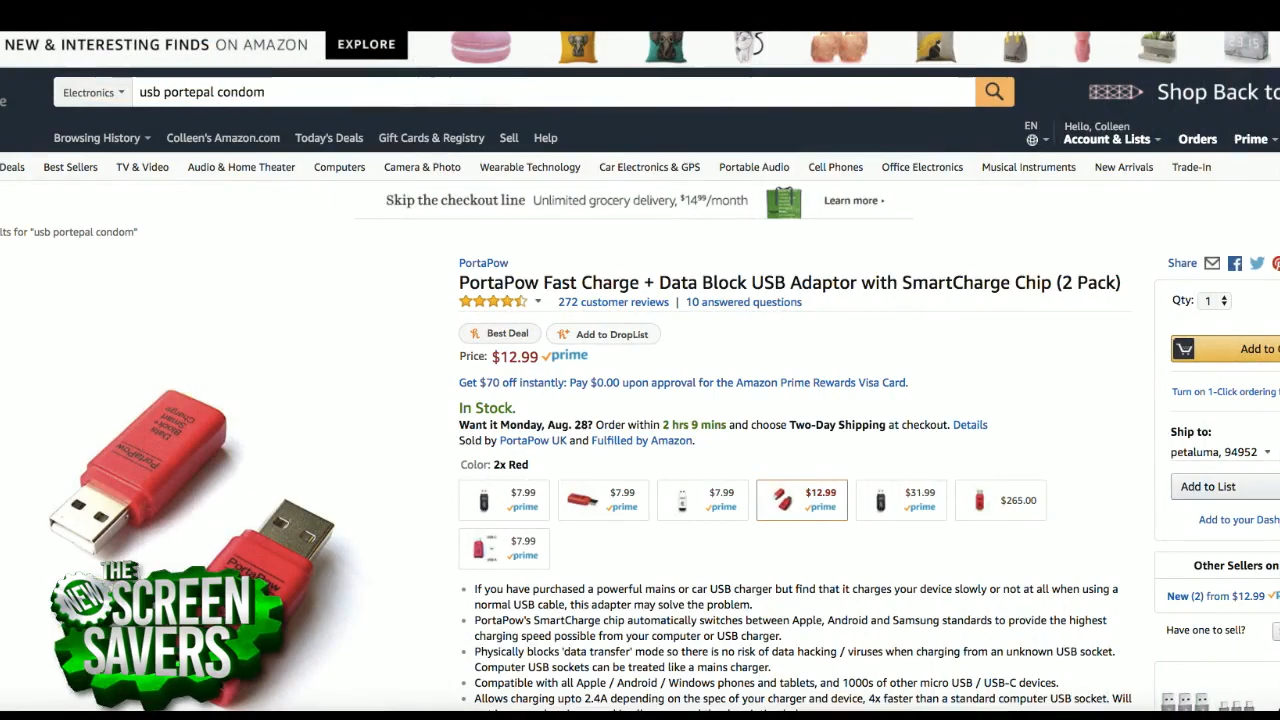 NEW & INTERESTING FINDS ON AMAZON EXPLORE
Electronics usb portepal condom Shop Back to
EN Hello, Colleen
Browsing History Colleen's Amazon.com Today's Deals Gift Cards & Registry Sell Help Account & Lists Orders Prime
Deals Best Sellers TV & Video Audio & Home Theater Computers Camera & Photo Wearable Technology Car Electronics & GPS Portable Audio Cell Phones Office Electronics Musical Instruments New Arrivals Trade-In
Skip the checkout line Unlimited grocery delivery, $14.99/month Learn more
lts for "usb portepal condom"
PortaPow Share
PortaPow Fast Charge + Data Block USB Adaptor with SmartCharge Chip (2 Pack)
272 customer reviews | 10 answered questions
Qty: 1
Best Deal Add to DropList
Price: $12.99 prime
Add to
Get $70 off instantly: Pay $0.00 upon approval for the Amazon Prime Rewards Visa Card.
Turn on 1-Click ordering
In Stock.
Want it Monday, Aug. 28? Order within 2 hrs 9 mins and choose Two-Day Shipping at checkout. Details
Sold by PortaPow UK and Fulfilled by Amazon.
Ship to:
petaluma, 94952
Color: 2x Red
$7.99 prime $7.99 prime $7.99 prime $12.99 prime $31.99 prime $265.00
Add to List
Add to your Dash
$7.99 prime
Other Sellers on
If you have purchased a powerful mains or car USB charger but find that it charges your device slowly or not at all when using a
normal USB cable, this adapter may solve the problem.
New (2) from $12.99
PortaPow's SmartCharge chip automatically switches between Apple, Android and Samsung standards to provide the highest
charging speed possible from your computer or USB charger.
Have one to sell?
Physically blocks 'data transfer' mode so there is no risk of data hacking / viruses when charging from an unknown USB socket.
Computer USB sockets can be treated like a mains charger.
Compatible with all Apple / Android / Windows phones and tablets, and 1000s of other micro USB / USB-C devices.
Allows charging upto 2.4A depending on the spec of your charger and device, 4x faster than a standard computer USB socket. Will
Data Block+
Smart
Charge
PortaPow
PortaPow
THE
NEW SCREEN
SAVERS